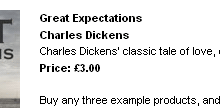 Great Expectations
Charles Dickens
Charles Dickens' classic tale of love,
Price: £3.00
Buy any three example products, and